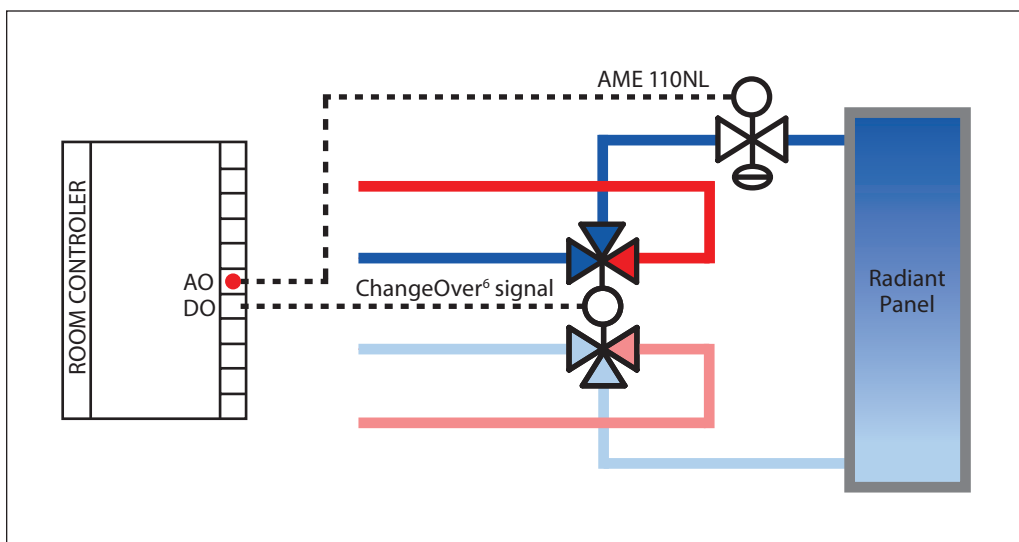 AME 110NL
ROOM CONTROLER
AO
DO
ChangeOver⁶ signal
Radiant
Panel